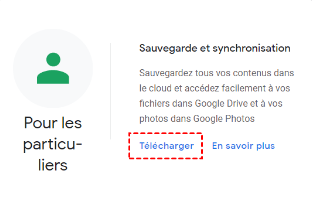 Pour les
particu-
liers
Sauvegarde et synchronisation
Sauvegardez tous vos contenus dans
le cloud et accédez facilement à vos
fichiers dans Google Drive et à vos
photos dans Google Photos
Télécharger En savoir plus